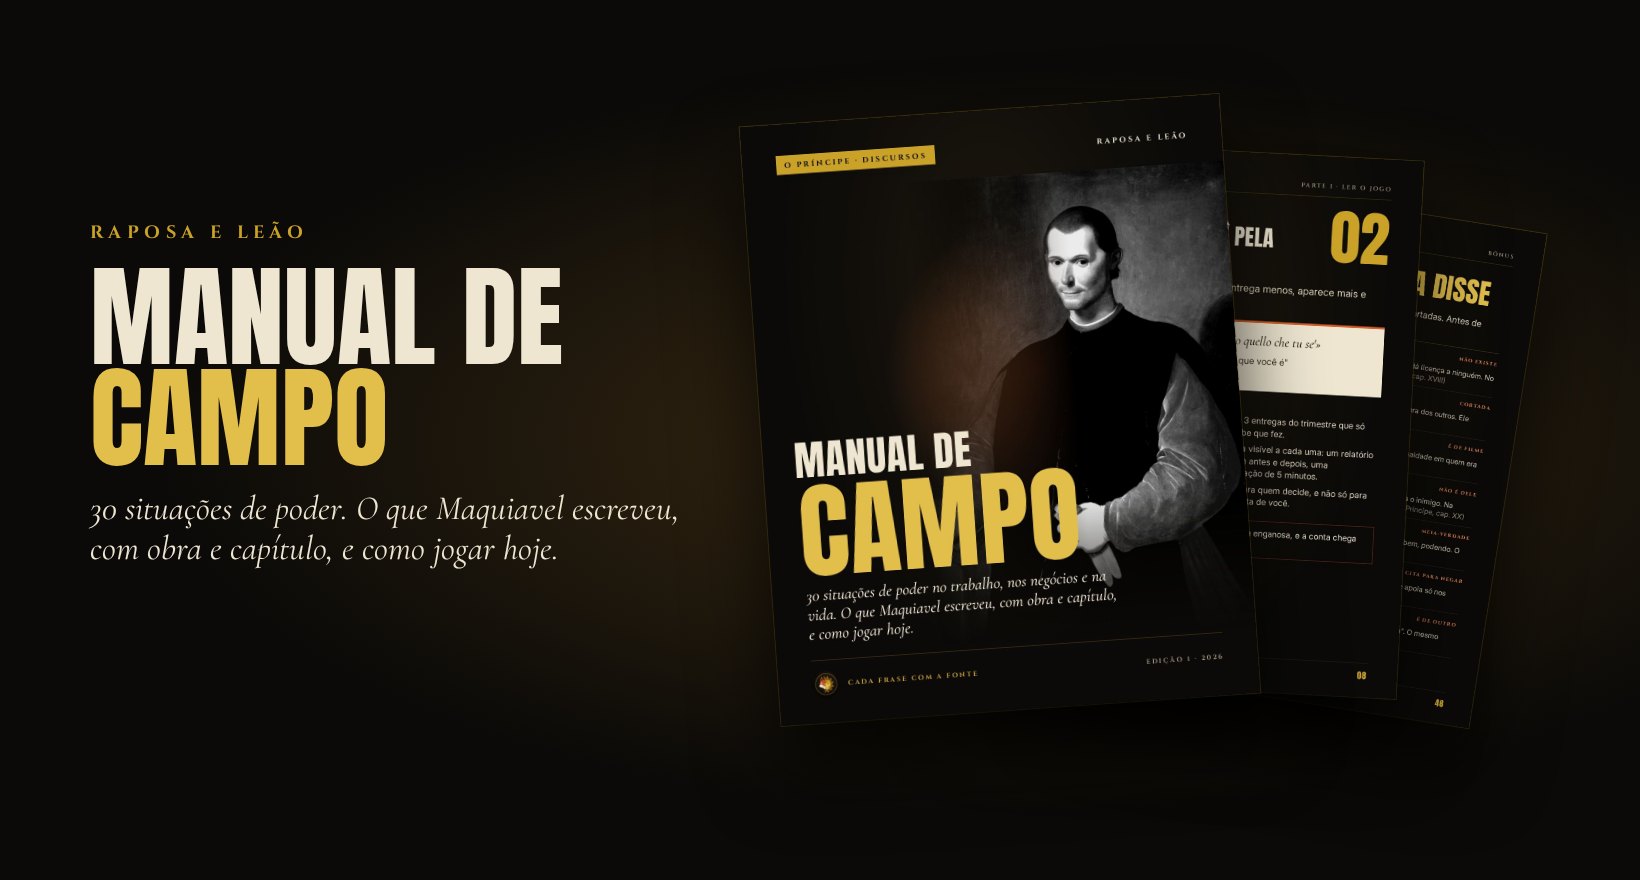 RAPOSA E LEÃO
MANUAL DE
CAMPO
30 situações de poder. O que Maquiavel escreveu,
com obra e capítulo, e como jogar hoje.
O PRÍNCIPE · DISCURSOS
RAPOSA E LEÃO
MANUAL DE
CAMPO
30 situações de poder no trabalho, nos negócios e na
vida. O que Maquiavel escreveu, com obra e capítulo,
e como jogar hoje.
CADA FRASE COM A FONTE
EDIÇÃO 1 · 2026
PARTE I · LER O JOGO
PELA
02
ntrega menos, aparece mais e
o quello che tu se'»
que você é"
3 entregas do trimestre que só
be que fez.
visível a cada uma: um relatório
antes e depois, uma
ação de 5 minutos.
ra quem decide, e não só para
ta de você.
enganosa, e a conta chega
08
BÔNUS
A DISSE
rtadas. Antes de
NÃO EXISTE
dá licença a ninguém. No
cap. XVIII)
CORTADA
ra dos outros. Ele
É DE FILME
gaidade em quem era
NÃO É DELE
o inimigo. Na
Príncipe, cap. XX)
MEIA-VERDADE
bem, podendo. O
CITA PARA NEGAR
apoia só nos
É DE OUTRO
". O mesmo
46